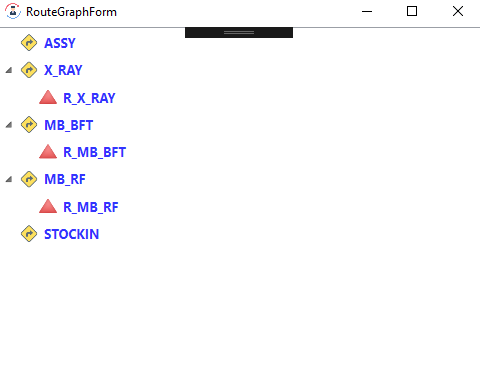 RouteGraphForm
ASSY
X_RAY
R_X_RAY
MB_BFT
R_MB_BFT
MB_RF
R_MB_RF
STOCKIN